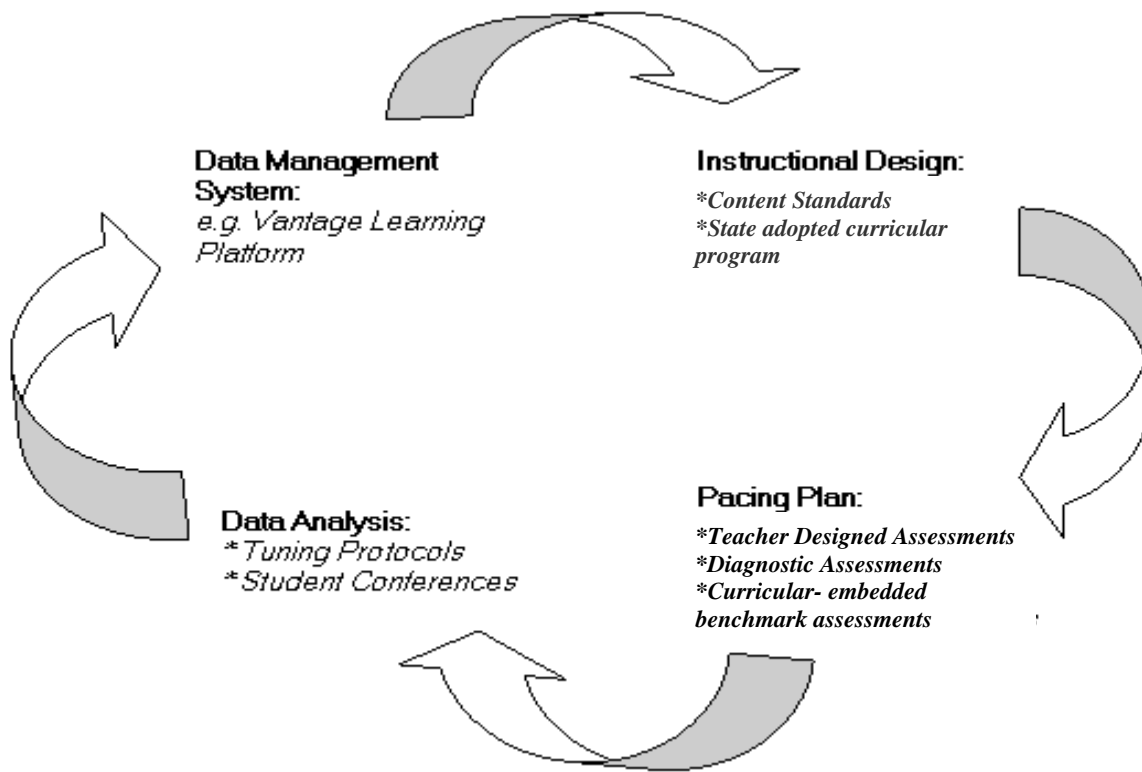 Data Management
System:
e.g. Vantage Learning
Platform
Instructional Design:
*Content Standards
*State adopted curricular
program
Data Analysis:
*Tuning Protocols
*Student Conferences
Pacing Plan:
*Teacher Designed Assessments
*Diagnostic Assessments
*Curricular- embedded
benchmark assessments